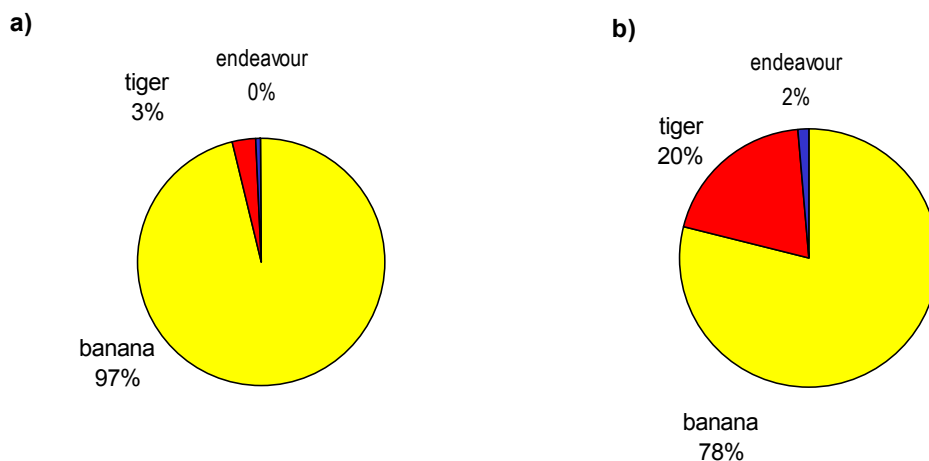 a)
endeavour
0%
tiger
3%
banana
97%
b)
endeavour
2%
tiger
20%
banana
78%